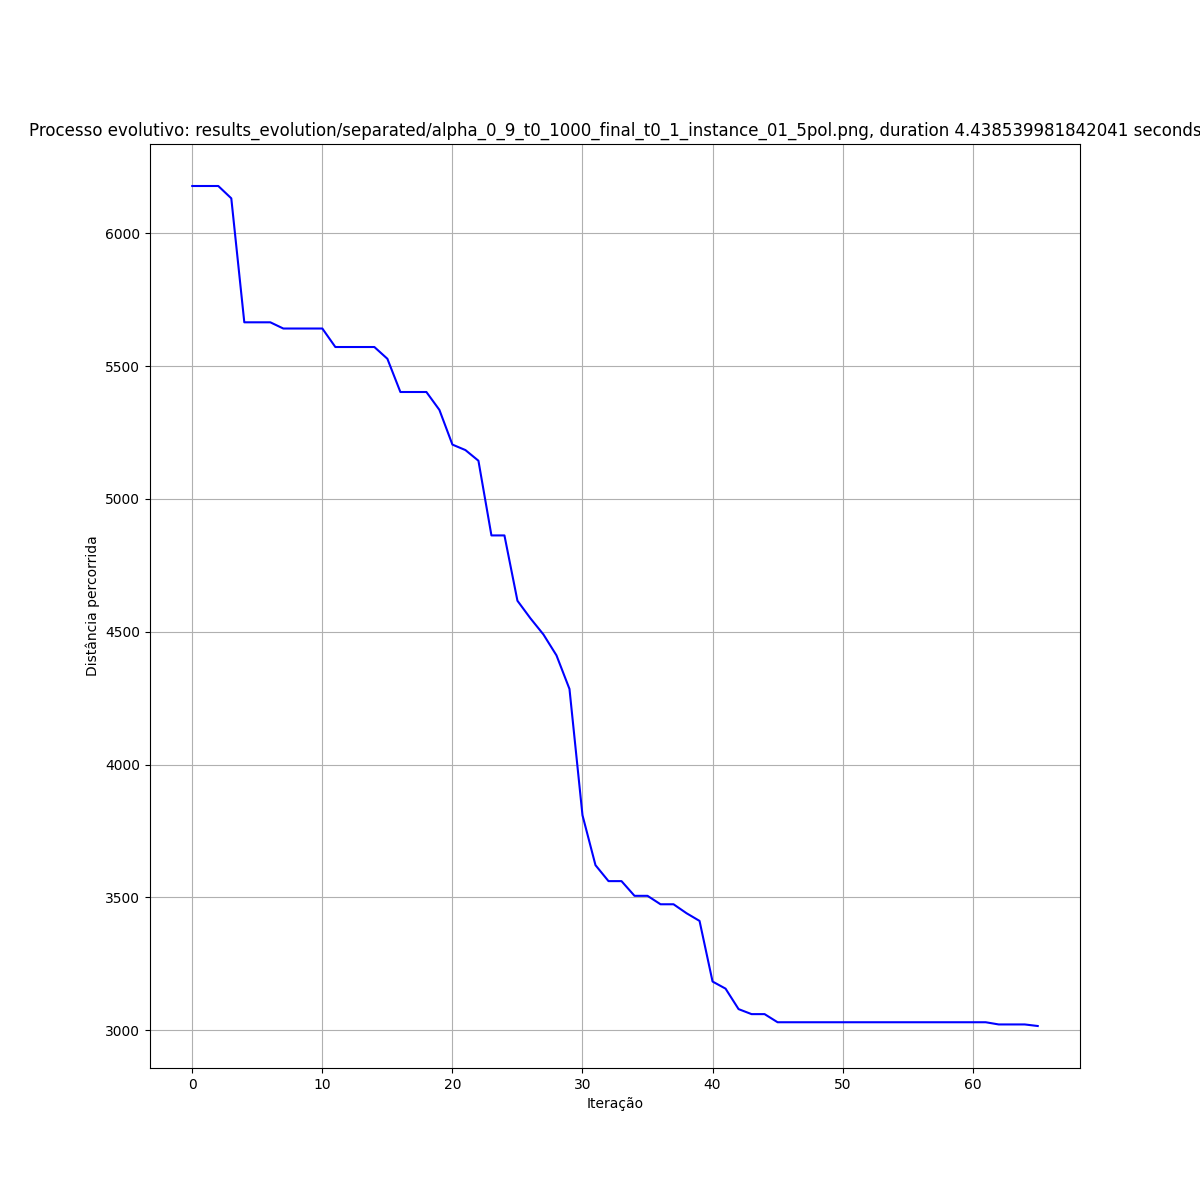 Processo evolutivo: results_evolution/separated/alpha_0_9_t0_1000_final_t0_1_instance_01_5pol.png, duration 4.438539981842041 seconds
6000
5500
5000
4500
4000
3500
3000
Distância percorrida
0 10 20 30 40 50 60
Iteração